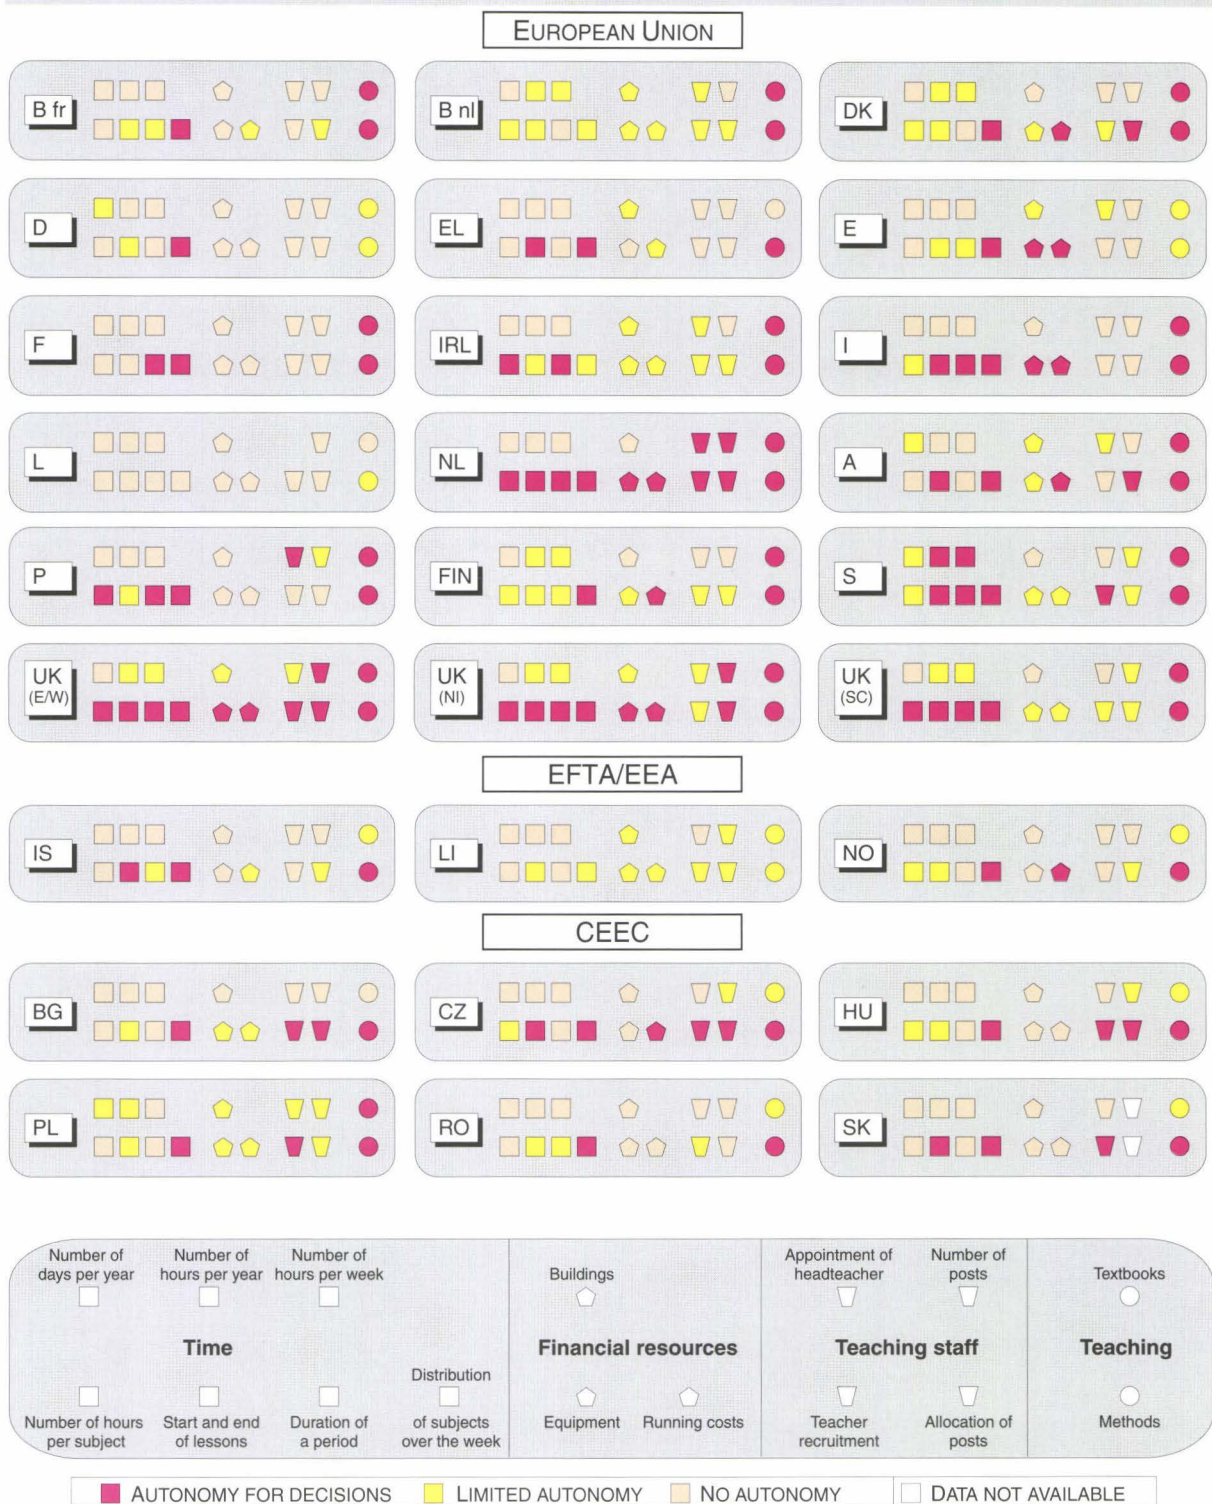 EUROPEAN UNION
B fr
B nl
DK
D
EL
E
F
IRL
I
L
NL
A
P
FIN
S
UK
(E/W)
UK
(NI)
UK
(SC)
EFTA/EEA
IS
LI
NO
CEEC
BG
CZ
HU
PL
RO
SK
Number of
days per year
Number of
hours per year
Number of
hours per week
Buildings
Appointment of
headteacher
Number of
posts
Textbooks
Time
Financial resources
Teaching staff
Teaching
Number of hours
per subject
Start and end
of lessons
Duration of
a period
Distribution
of subjects
over the week
Equipment
Running costs
Teacher
recruitment
Allocation of
posts
Methods
AUTONOMY FOR DECISIONS
LIMITED AUTONOMY
NO AUTONOMY
DATA NOT AVAILABLE